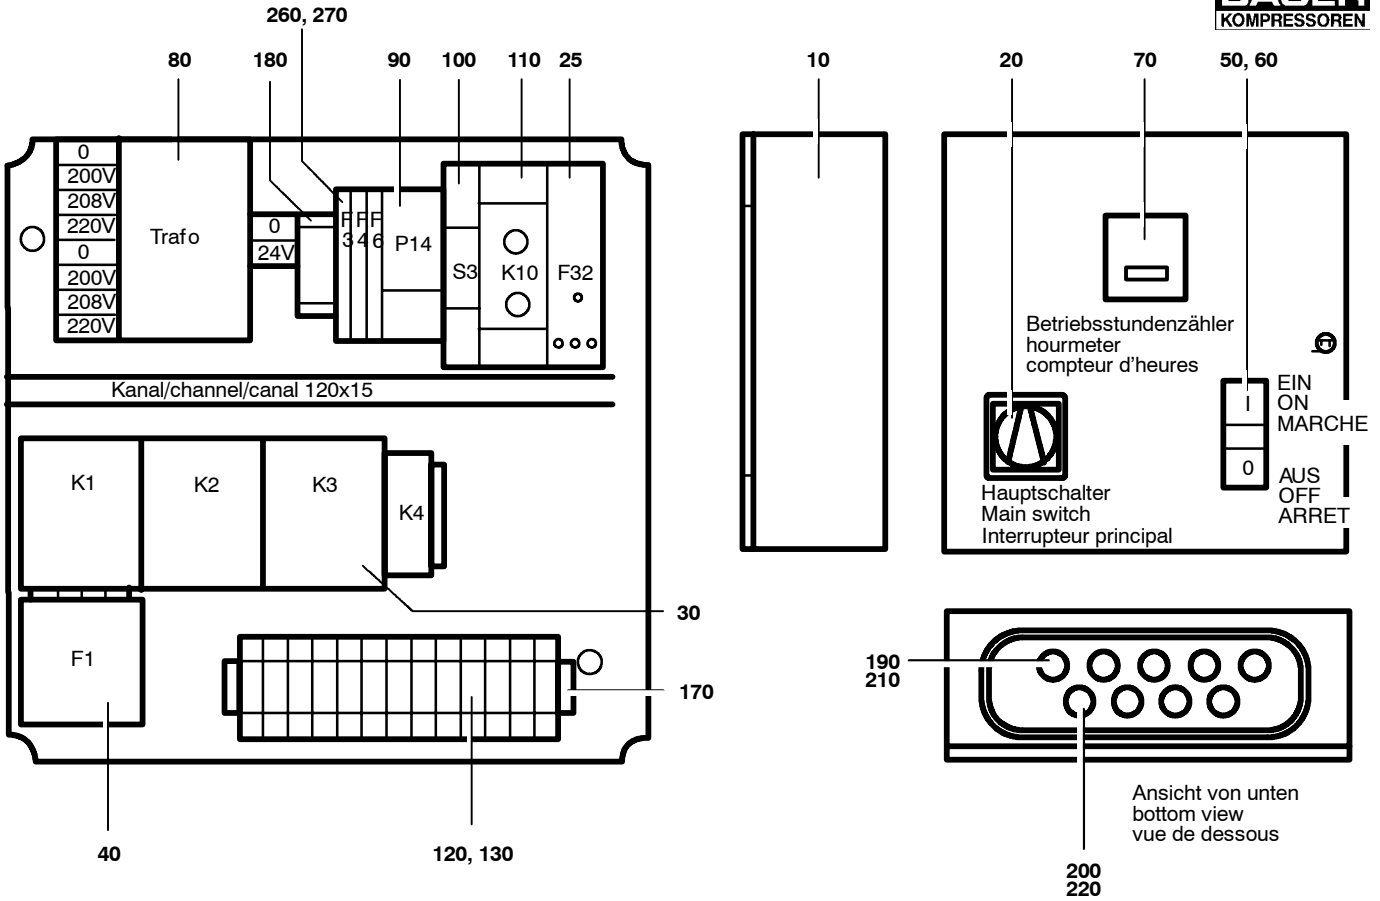 BAUER
KOMPRESSOREN
260, 270
80
180
90
100
110
25
10
20
70
50, 60
0
200V
208V
220V
0
200V
208V
220V
Trafo
0
24V
F
3
F
4
F
6
P14
S3
K10
F32
Kanal/channel/canal 120x15
K1
K2
K3
K4
F1
30
170
40
120, 130
Betriebsstundenzähler
hourmeter
compteur d'heures
Hauptschalter
Main switch
Interrupteur principal
I
0
EIN
ON
MARCHE
AUS
OFF
ARRET
190
210
Ansicht von unten
bottom view
vue de dessous
200
220